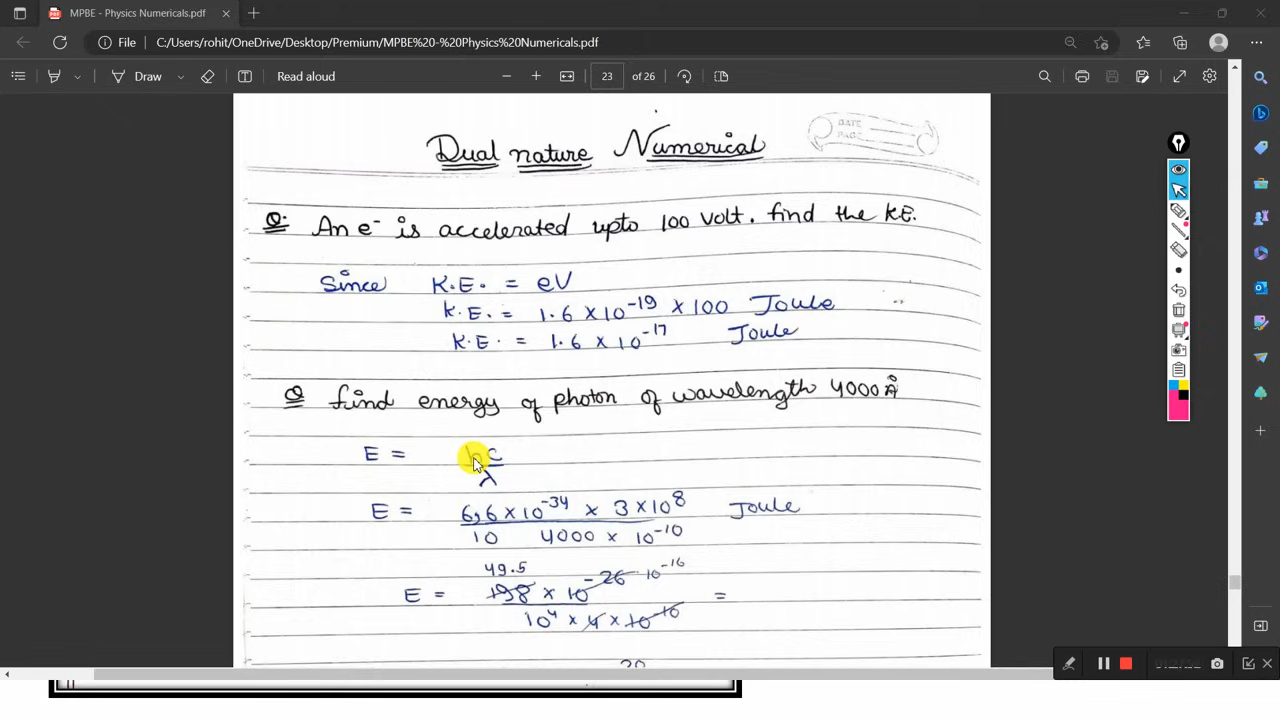 MPBE - Physics Numericals.pdf
File C:/Users/rohit/OneDrive/Desktop/Premium/MPBE%20-%20Physics%20Numericals.pdf
Draw Read aloud 23 of 26
DATE
PAGE
Dual nature Numerical
Q. An e⁻ is accelerated upto 100 Volt. find the K.E.
Since K.E. = eV
K.E. = 1.6 × 10⁻¹⁹ × 100 Joule
K.E. = 1.6 × 10⁻¹⁷ Joule
Q find energy of photon of wavelength 4000 Å
E = hc
λ
E = 6,6 × 10⁻³⁴ × 3 × 10⁸ Joule
10 4000 × 10⁻¹⁰
49.5
E = 198 × 10⁻²⁶ 10⁻¹⁶ =
10⁴ × 4 × 10⁻¹⁰